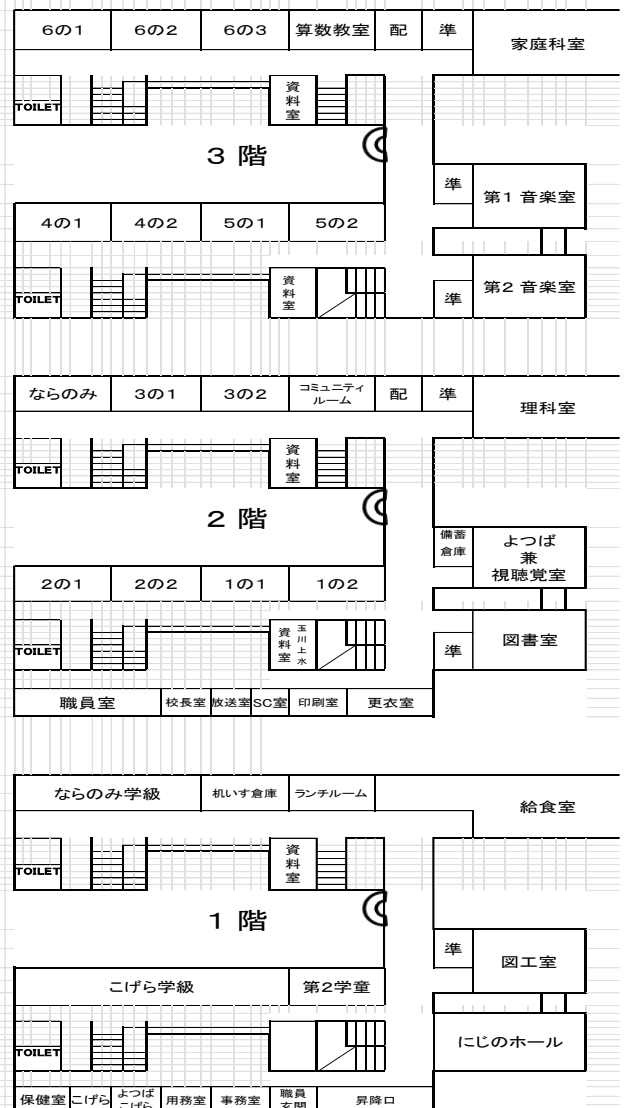 6の1 6の2 6の3 算数教室 配 準 家庭科室
資料室
TOILET
3 階
準 第1 音楽室
4の1 4の2 5の1 5の2
資料室
TOILET
準 第2 音楽室
ならのみ 3の1 3の2 コミュニティルーム 配 準 理科室
資料室
TOILET
2 階
備蓄倉庫 よつば兼視聴覚室
2の1 2の2 1の1 1の2
資料室 玉川上水
TOILET
準 図書室
職員室 校長室 放送室 SC室 印刷室 更衣室
ならのみ学級 机いす倉庫 ランチルーム 給食室
資料室
TOILET
1 階
準 図工室
こげら学級 第2学童
TOILET
にじのホール
保健室 こげら よつば こげら 用務室 事務室 職員玄関 昇降口